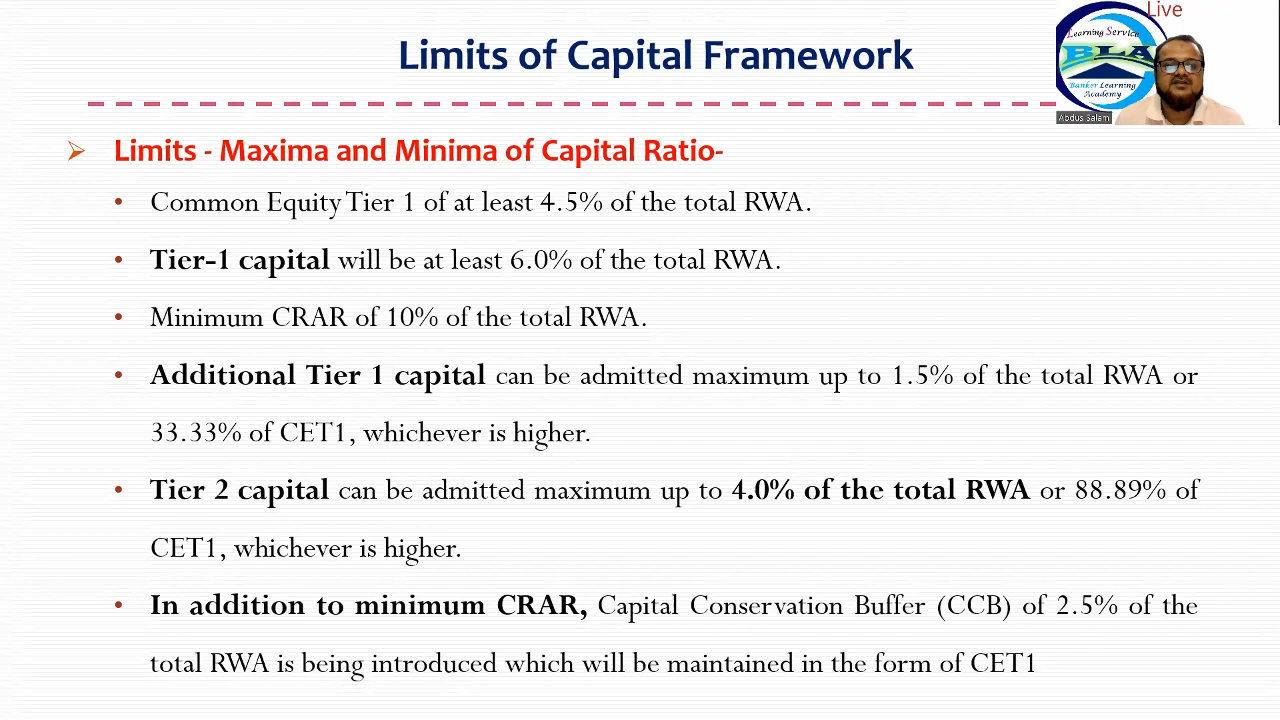 Live
Learning Service
BLA
Banker Learning
Academy
Abdus Salam
Limits of Capital Framework
Limits - Maxima and Minima of Capital Ratio-
Common Equity Tier 1 of at least 4.5% of the total RWA.
Tier-1 capital will be at least 6.0% of the total RWA.
Minimum CRAR of 10% of the total RWA.
Additional Tier 1 capital can be admitted maximum up to 1.5% of the total RWA or
33.33% of CET1, whichever is higher.
Tier 2 capital can be admitted maximum up to 4.0% of the total RWA or 88.89% of
CET1, whichever is higher.
In addition to minimum CRAR, Capital Conservation Buffer (CCB) of 2.5% of the
total RWA is being introduced which will be maintained in the form of CET1